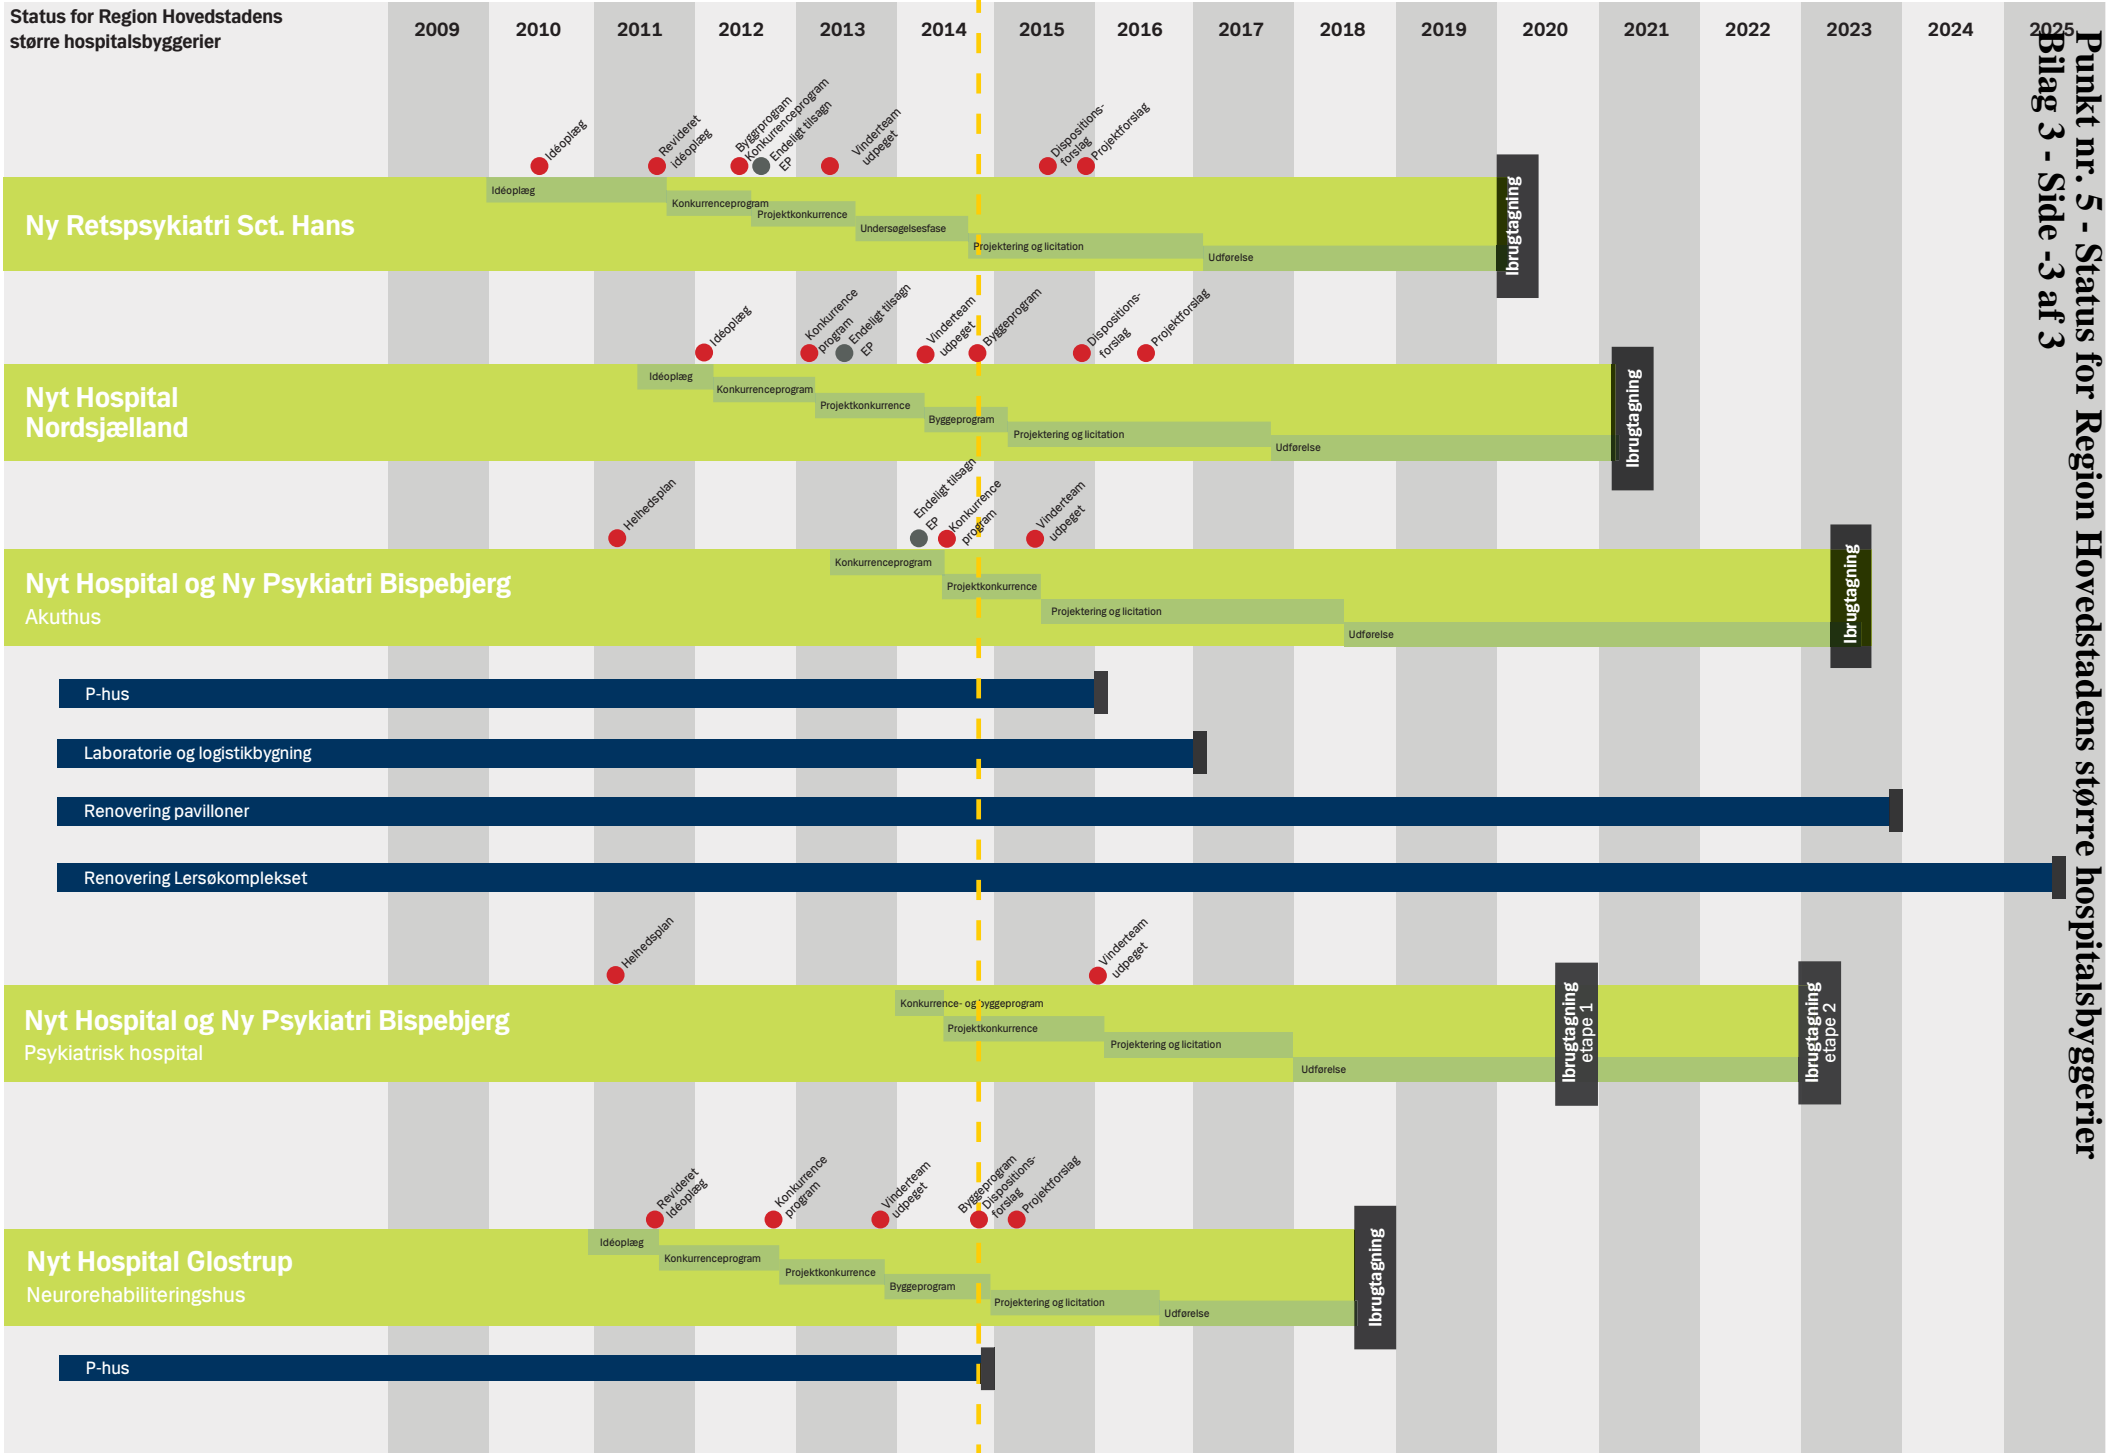 Status for Region Hovedstadens
større hospitalsbyggerier
2009 2010 2011 2012 2013 2014 2015 2016 2017 2018 2019 2020 2021 2022 2023 2024 2025
Punkt nr. 5 - Status for Region Hovedstadens større hospitalsbyggerier
Bilag 3 - Side -3 af 3
Idéoplæg
Revideret
idéoplæg
Byggrprogram
Konkurrenceprogram
Endeligt tilsagn
EP
Vinderteam
udpeget
Dispositions-
forslag
Projektforslag
Ny Retspsykiatri Sct. Hans
Idéoplæg
Konkurrenceprogram
Projektkonkurrence
Undersøgelsesfase
Projektering og licitation
Udførelse
Ibrugtagning
Idéoplæg
Konkurrence
program
Endeligt tilsagn
EP
Vinderteam
udpeget
Byggeprogram
Dispositions-
forslag
Projektforslag
Nyt Hospital
Nordsjælland
Idéoplæg
Konkurrenceprogram
Projektkonkurrence
Byggeprogram
Projektering og licitation
Udførelse
Ibrugtagning
Helhedsplan
Endeligt tilsagn
EP
Konkurrence
program
Vinderteam
udpeget
Nyt Hospital og Ny Psykiatri Bispebjerg
Akuthus
Konkurrenceprogram
Projektkonkurrence
Projektering og licitation
Udførelse
Ibrugtagning
P-hus
Laboratorie og logistikbygning
Renovering pavilloner
Renovering Lersøkomplekset
Helhedsplan
Vinderteam
udpeget
Nyt Hospital og Ny Psykiatri Bispebjerg
Psykiatrisk hospital
Konkurrence- og byggeprogram
Projektkonkurrence
Projektering og licitation
Udførelse
Ibrugtagning
etape 1
Ibrugtagning
etape 2
Revideret
Idéoplæg
Konkurrence
program
Vinderteam
udpeget
Byggeprogram
Dispositions-
forslag
Projektforslag
Nyt Hospital Glostrup
Neurorehabiliteringshus
Idéoplæg
Konkurrenceprogram
Projektkonkurrence
Byggeprogram
Projektering og licitation
Udførelse
Ibrugtagning
P-hus